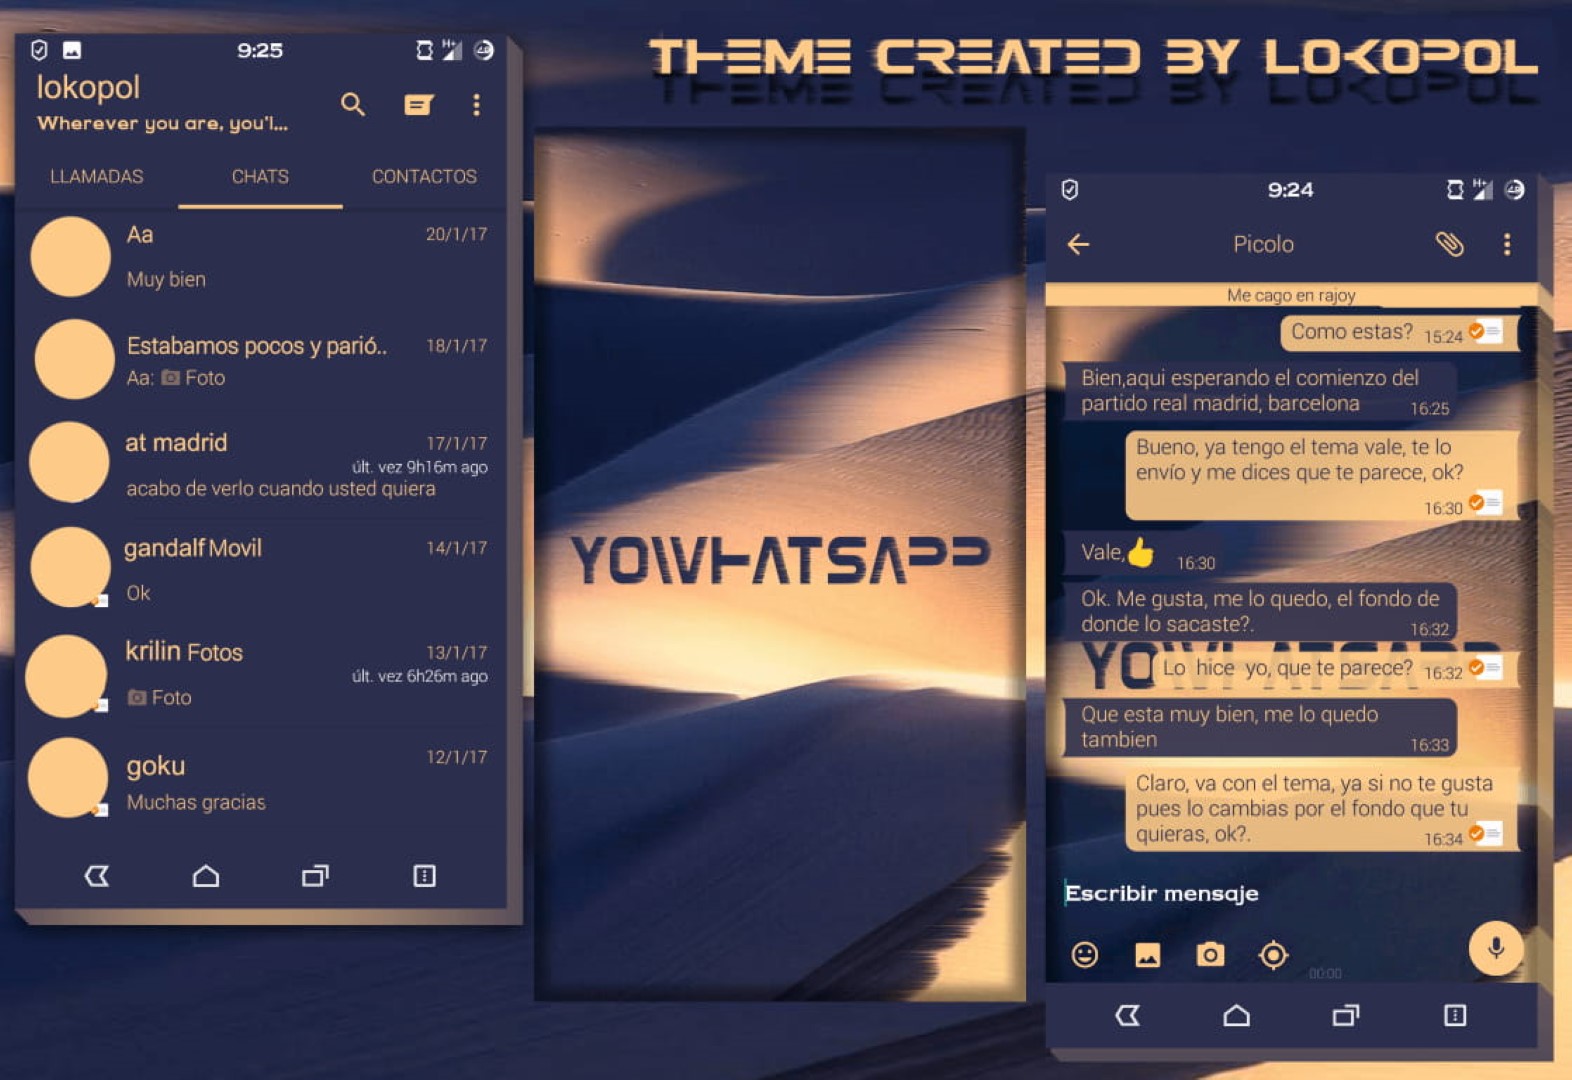 THEME CREATED BY LOKOPOL
9:25
lokopol
Wherever you are, you'l...
LLAMADAS CHATS CONTACTOS
Aa 20/1/17
Muy bien
Estabamos pocos y parió.. 18/1/17
Aa: Foto
at madrid 17/1/17
últ. vez 9h16m ago
acabo de verlo cuando usted quiera
gandalf Movil 14/1/17
Ok
krilin Fotos 13/1/17
últ. vez 6h26m ago
Foto
goku 12/1/17
Muchas gracias
YOWHATSAPP
9:24
H+
Picolo
Me cago en rajoy
Como estas? 15:24
Bien,aqui esperando el comienzo del
partido real madrid, barcelona 16:25
Bueno, ya tengo el tema vale, te lo
envío y me dices que te parece, ok?
16:30
Vale, 16:30
Ok. Me gusta, me lo quedo, el fondo de
donde lo sacaste?. 16:32
Lo hice yo, que te parece? 16:32
Que esta muy bien, me lo quedo
tambien 16:33
Claro, va con el tema, ya si no te gusta
pues lo cambias por el fondo que tu
quieras, ok?. 16:34
Escribir mensaje
00:00